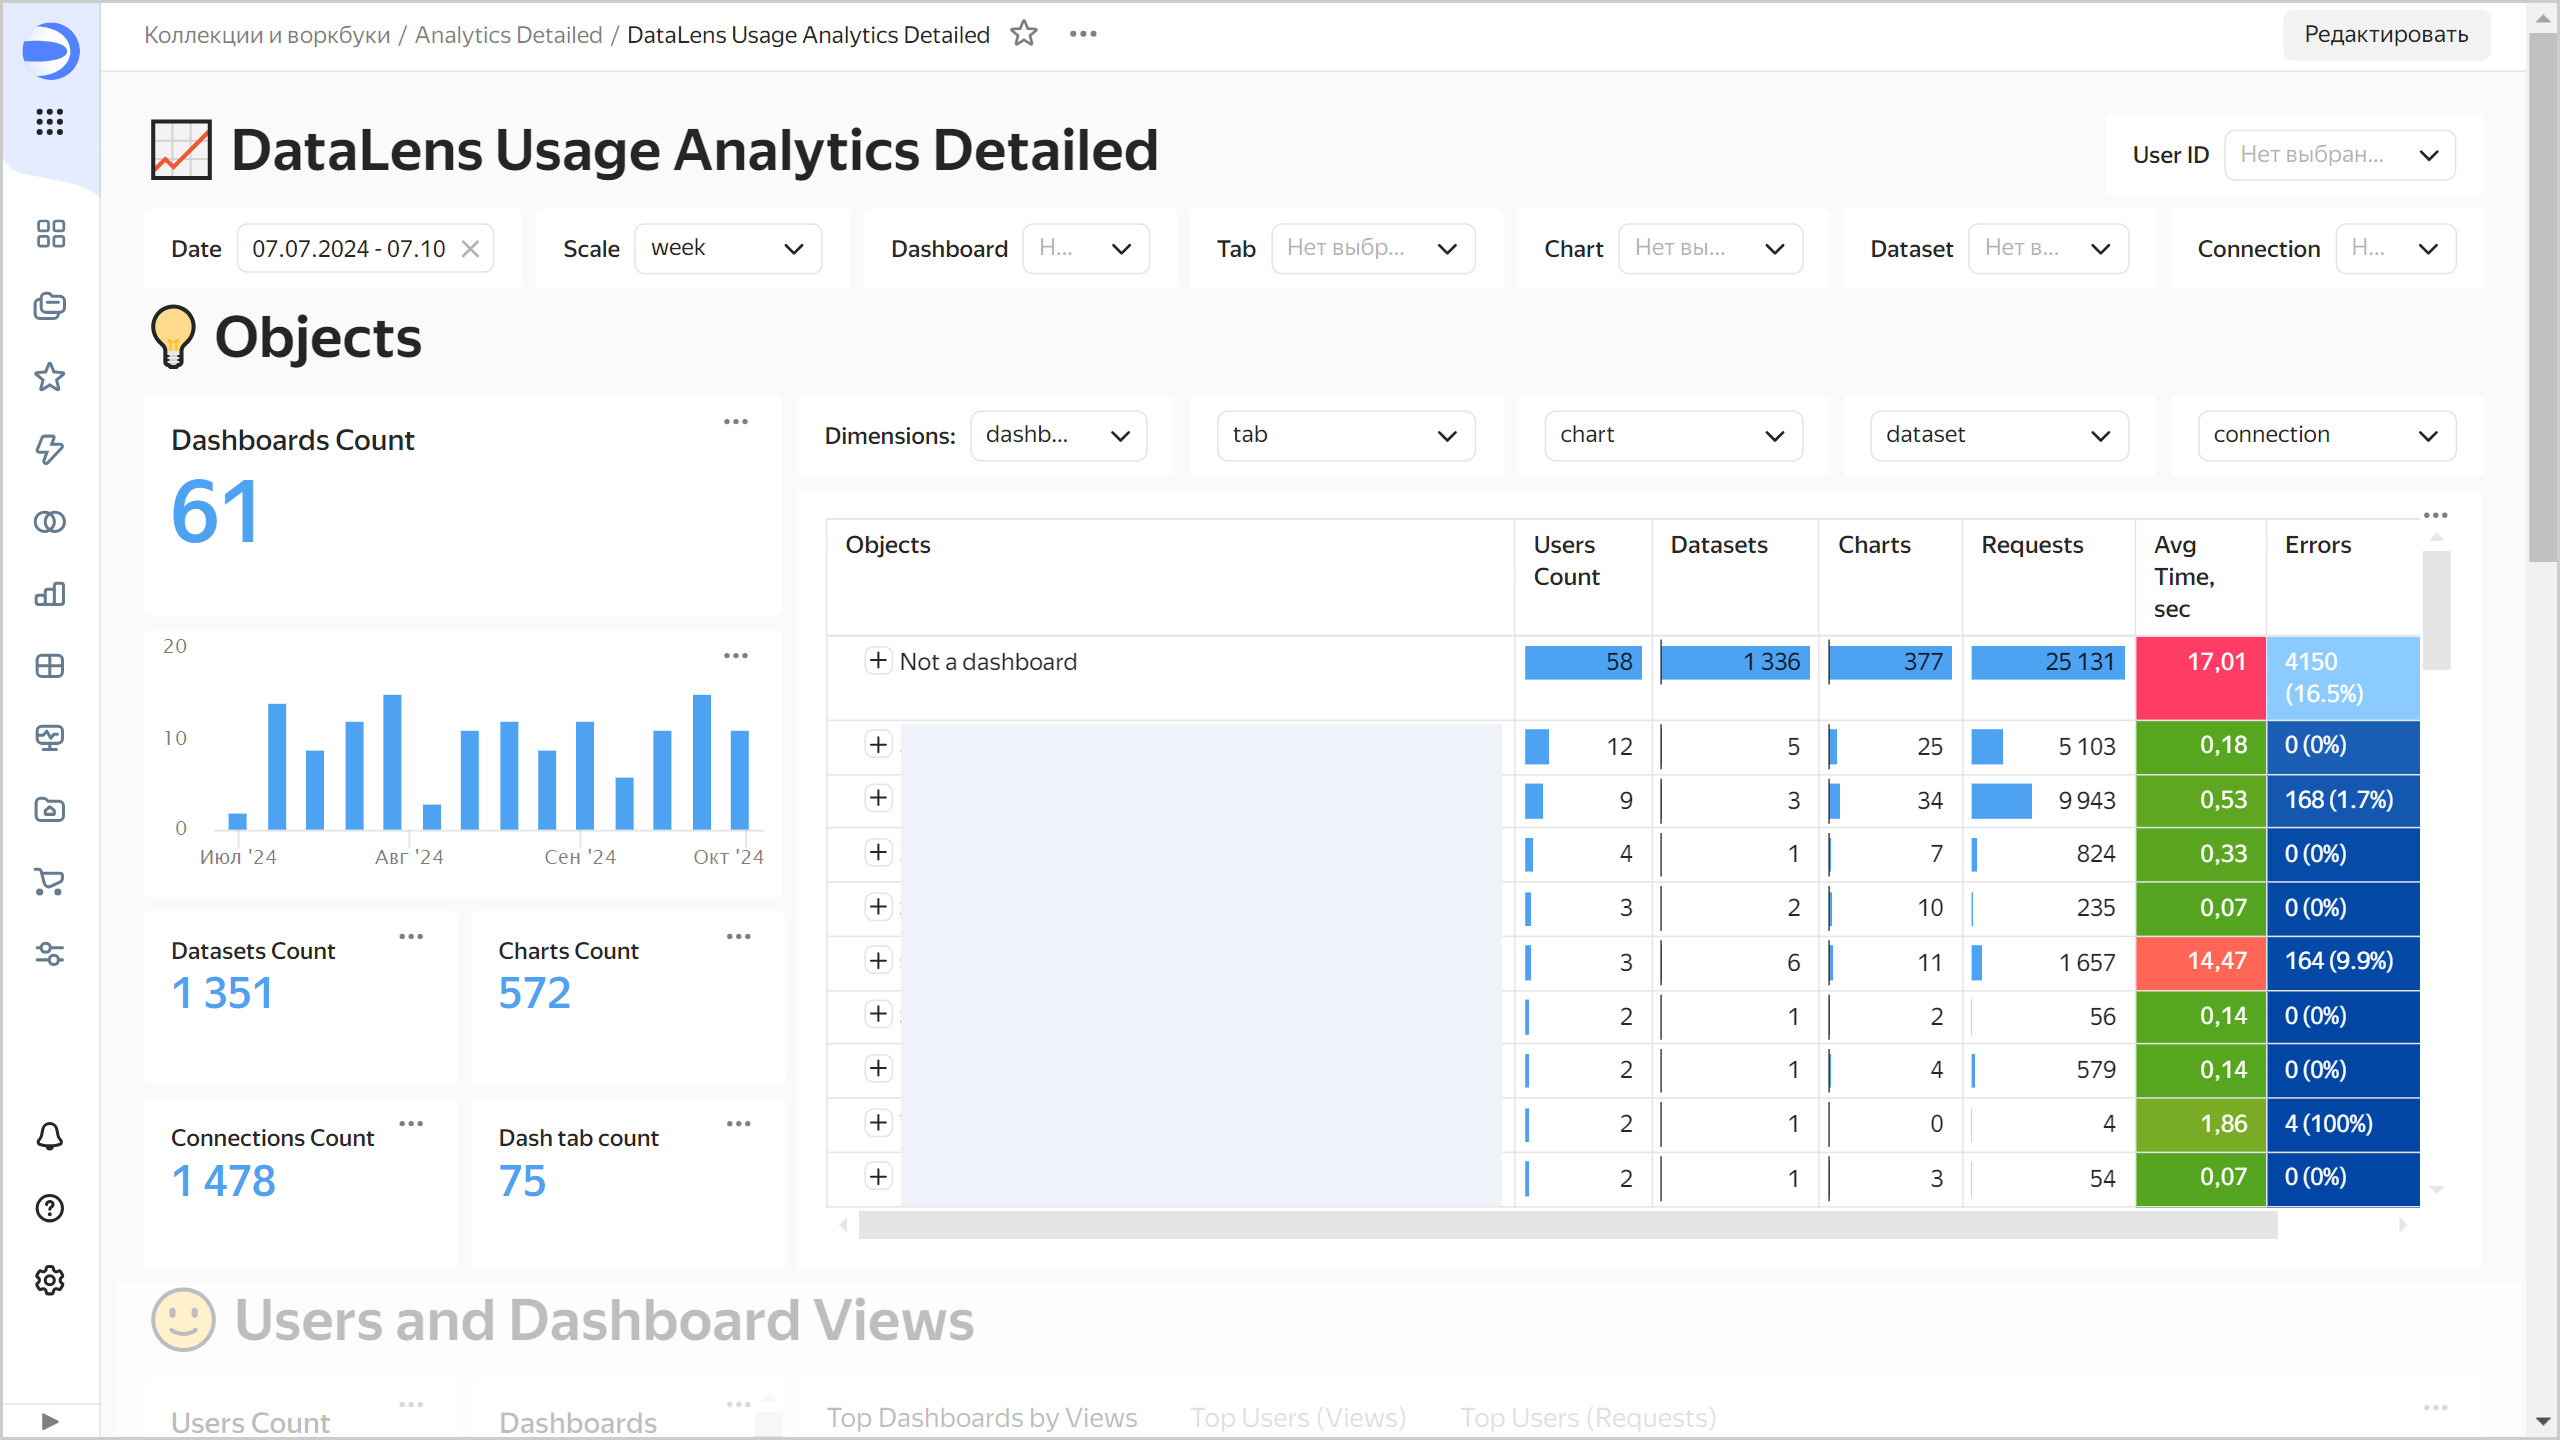 Коллекции и воркбуки / Analytics Detailed / DataLens Usage Analytics Detailed
Редактировать
DataLens Usage Analytics Detailed
User ID Нет выбран...
Date 07.07.2024 - 07.10
Scale week
Dashboard Н...
Tab Нет выбр...
Chart Нет вы...
Dataset Нет в...
Connection Н...
Objects
Dashboards Count
61
20
10
0
Июл '24 Авг '24 Сен '24 Окт '24
Datasets Count
1 351
Charts Count
572
Connections Count
1 478
Dash tab count
75
Dimensions: dashb... tab chart dataset connection
Objects Users Count Datasets Charts Requests Avg Time, sec Errors
Not a dashboard 58 1 336 377 25 131 17,01 4150 (16.5%)
12 5 25 5 103 0,18 0 (0%)
9 3 34 9 943 0,53 168 (1.7%)
4 1 7 824 0,33 0 (0%)
3 2 10 235 0,07 0 (0%)
3 6 11 1 657 14,47 164 (9.9%)
2 1 2 56 0,14 0 (0%)
2 1 4 579 0,14 0 (0%)
2 1 0 4 1,86 4 (100%)
2 1 3 54 0,07 0 (0%)
Users and Dashboard Views
Users Count
Dashboards
Top Dashboards by Views Top Users (Views) Top Users (Requests)